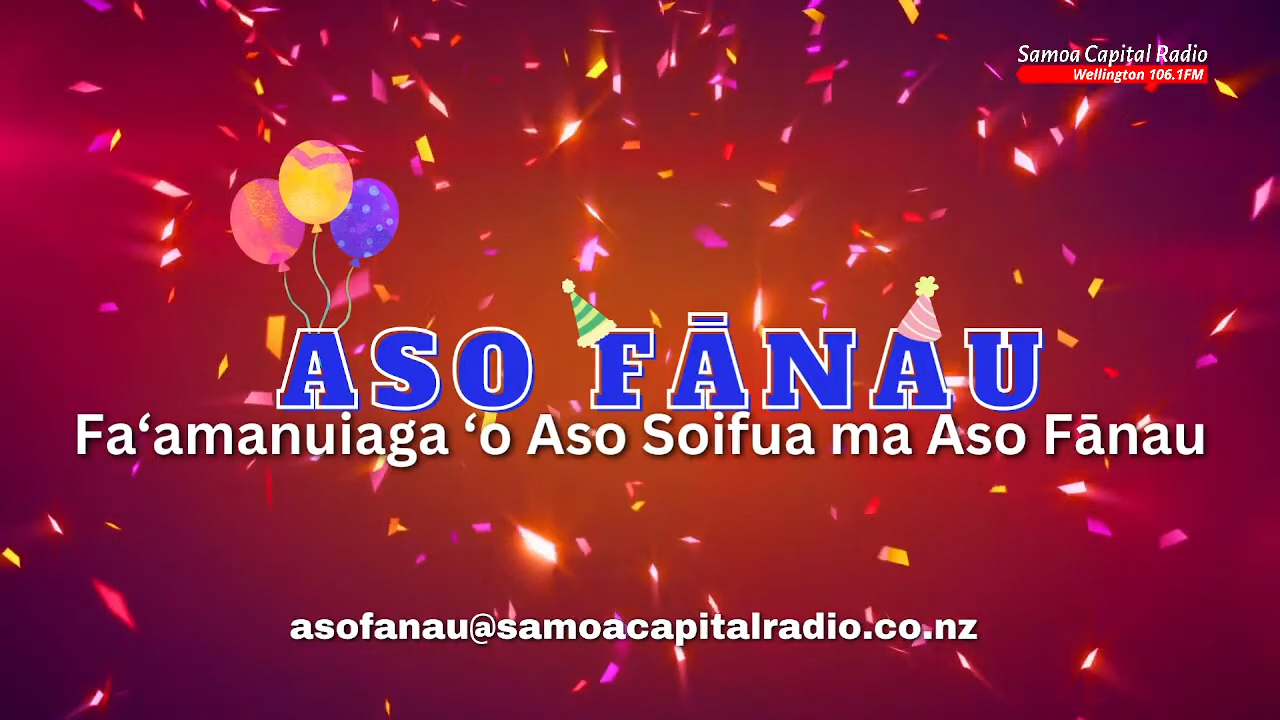 Samoa Capital Radio
Wellington 106.1FM
ASO FĀNAU
Fa‘amanuiaga ‘o Aso Soifua ma Aso Fānau
asofanau@samoacapitalradio.co.nz